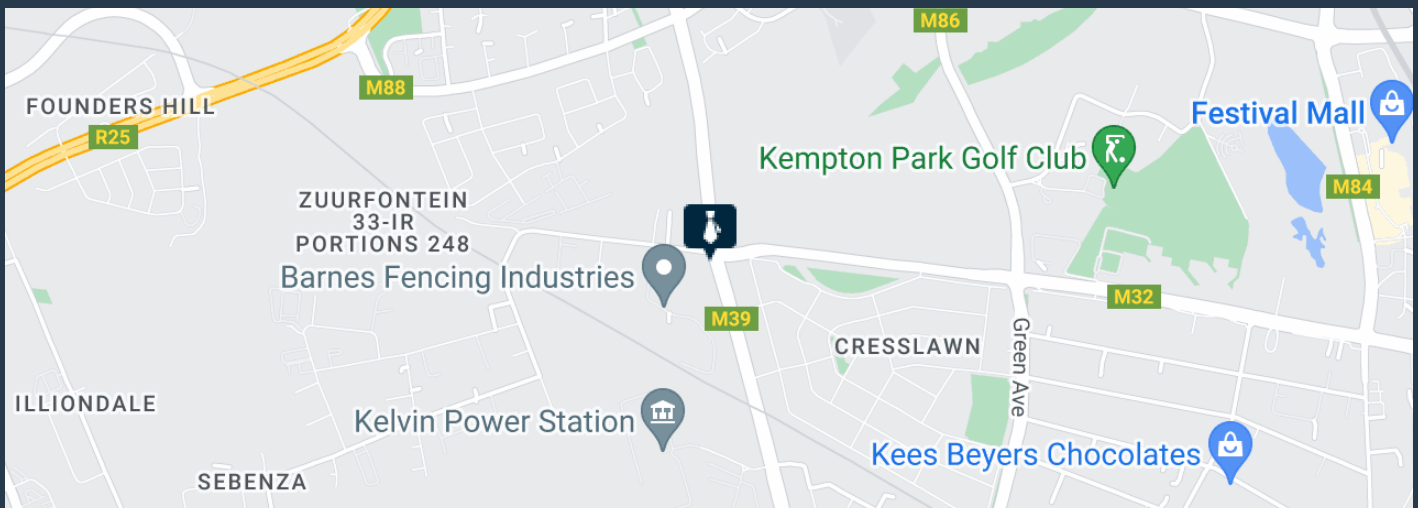 M86
M88
FOUNDERS HILL
R25
Festival Mall
Kempton Park Golf Club
M84
ZUURFONTEIN
33-IR
PORTIONS 248
Barnes Fencing Industries
M32
M39
CRESSLAWN
Green Ave
ILLIONDALE
Kelvin Power Station
Kees Beyers Chocolates
SEBENZA